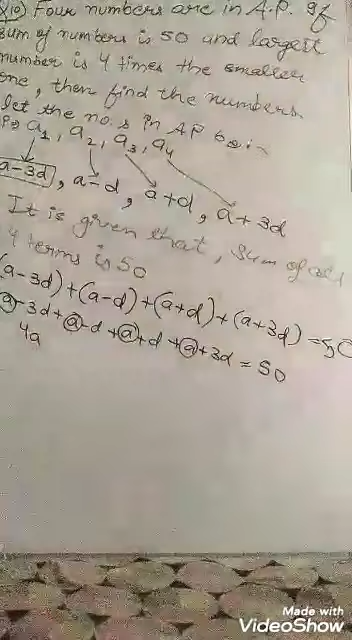 Q10) Four numbers are in A.P. If
sum of numbers is 50 and largest
number is 4 times the smaller
one, then find the numbers.
let the no.s in AP be :-
a1, a2, a3, a4
a-3d, a-d, a+d, a+3d
It is given that, sum of all
4 terms is 50
(a-3d)+(a-d)+(a+d)+(a+3d)=50
a-3d+a-d+a+d+a+3d=50
4a
Made with
VideoShow